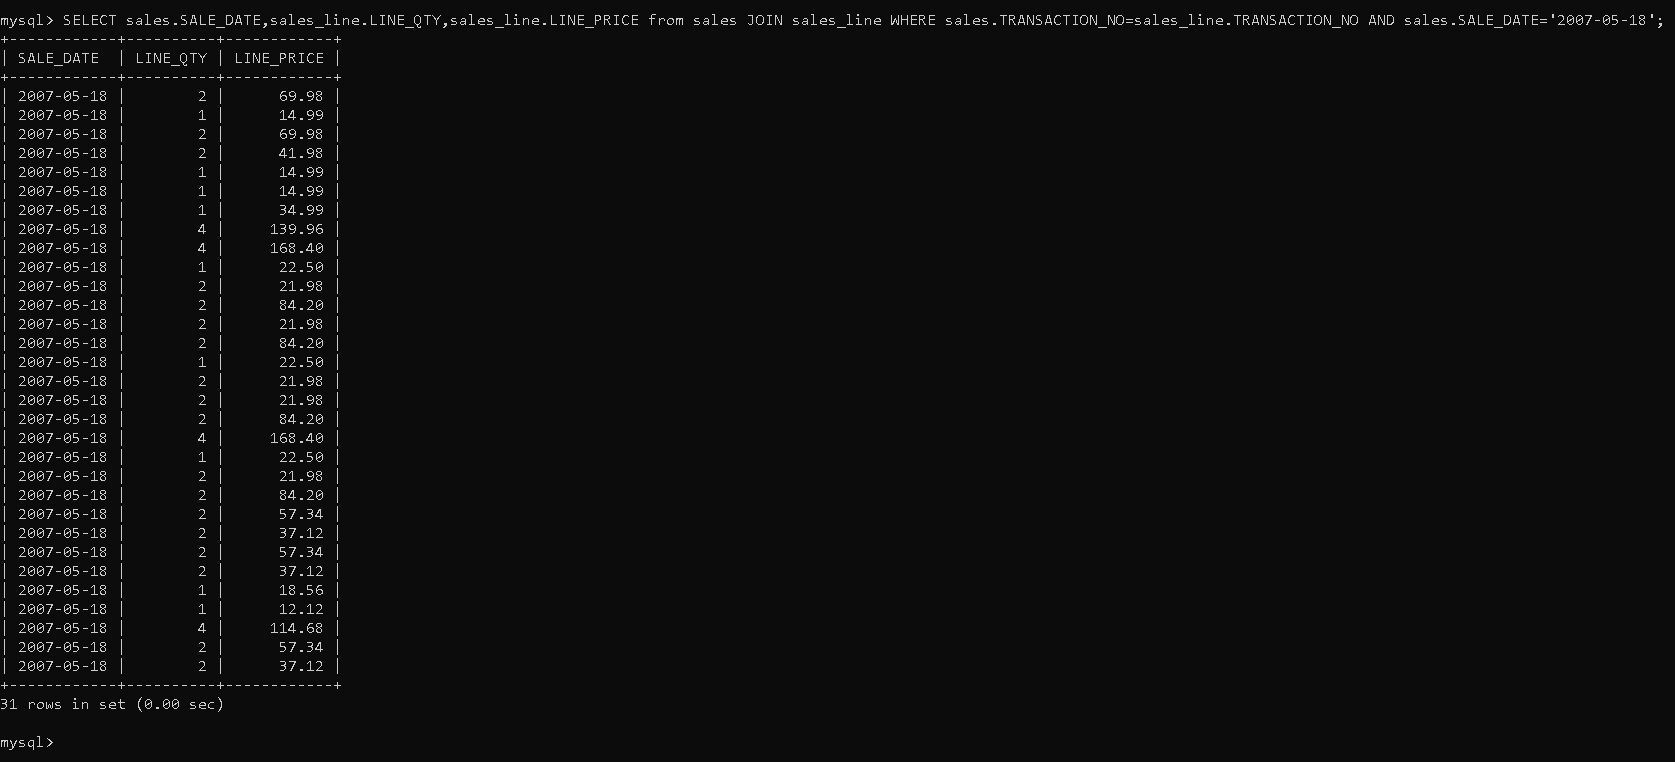 mysql> SELECT sales.SALE_DATE,sales_line.LINE_QTY,sales_line.LINE_PRICE from sales JOIN sales_line WHERE sales.TRANSACTION_NO=sales_line.TRANSACTION_NO AND sales.SALE_DATE='2007-05-18';
+------------+----------+------------+
| SALE_DATE  | LINE_QTY | LINE_PRICE |
+------------+----------+------------+
| 2007-05-18 |        2 |      69.98 |
| 2007-05-18 |        1 |      14.99 |
| 2007-05-18 |        2 |      69.98 |
| 2007-05-18 |        2 |      41.98 |
| 2007-05-18 |        1 |      14.99 |
| 2007-05-18 |        1 |      14.99 |
| 2007-05-18 |        1 |      34.99 |
| 2007-05-18 |        4 |     139.96 |
| 2007-05-18 |        4 |     168.40 |
| 2007-05-18 |        1 |      22.50 |
| 2007-05-18 |        2 |      21.98 |
| 2007-05-18 |        2 |      84.20 |
| 2007-05-18 |        2 |      21.98 |
| 2007-05-18 |        2 |      84.20 |
| 2007-05-18 |        1 |      22.50 |
| 2007-05-18 |        2 |      21.98 |
| 2007-05-18 |        2 |      21.98 |
| 2007-05-18 |        2 |      84.20 |
| 2007-05-18 |        4 |     168.40 |
| 2007-05-18 |        1 |      22.50 |
| 2007-05-18 |        2 |      21.98 |
| 2007-05-18 |        2 |      84.20 |
| 2007-05-18 |        2 |      57.34 |
| 2007-05-18 |        2 |      37.12 |
| 2007-05-18 |        2 |      57.34 |
| 2007-05-18 |        2 |      37.12 |
| 2007-05-18 |        1 |      18.56 |
| 2007-05-18 |        1 |      12.12 |
| 2007-05-18 |        4 |     114.68 |
| 2007-05-18 |        2 |      57.34 |
| 2007-05-18 |        2 |      37.12 |
+------------+----------+------------+
31 rows in set (0.00 sec)
mysql>